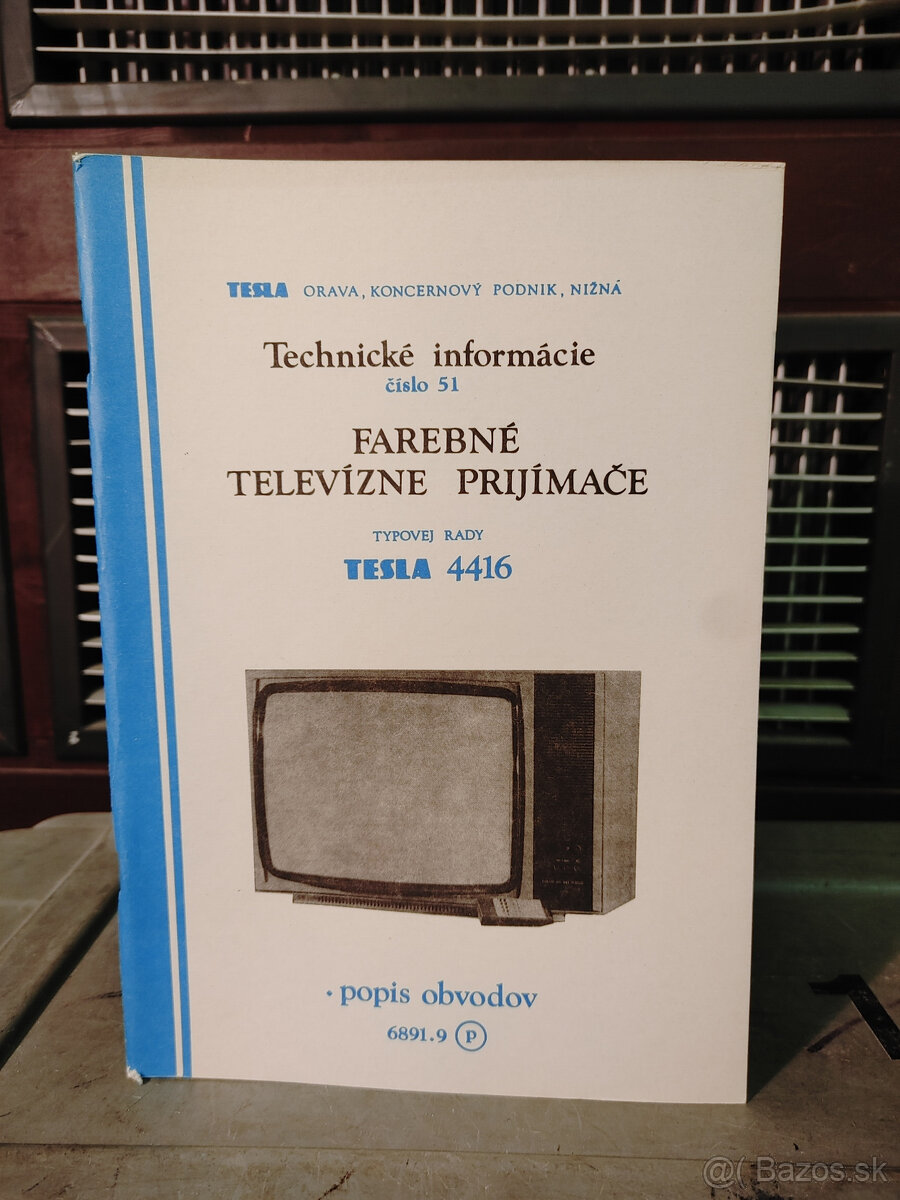 TESLA ORAVA, KONCERNOVÝ PODNIK, NIŽNÁ
Technické informácie
číslo 51
FAREBNÉ
TELEVÍZNE PRIJÍMAČE
TYPOVEJ RADY
TESLA 4416
• popis obvodov
6891.9 P
@( Bazos.sk